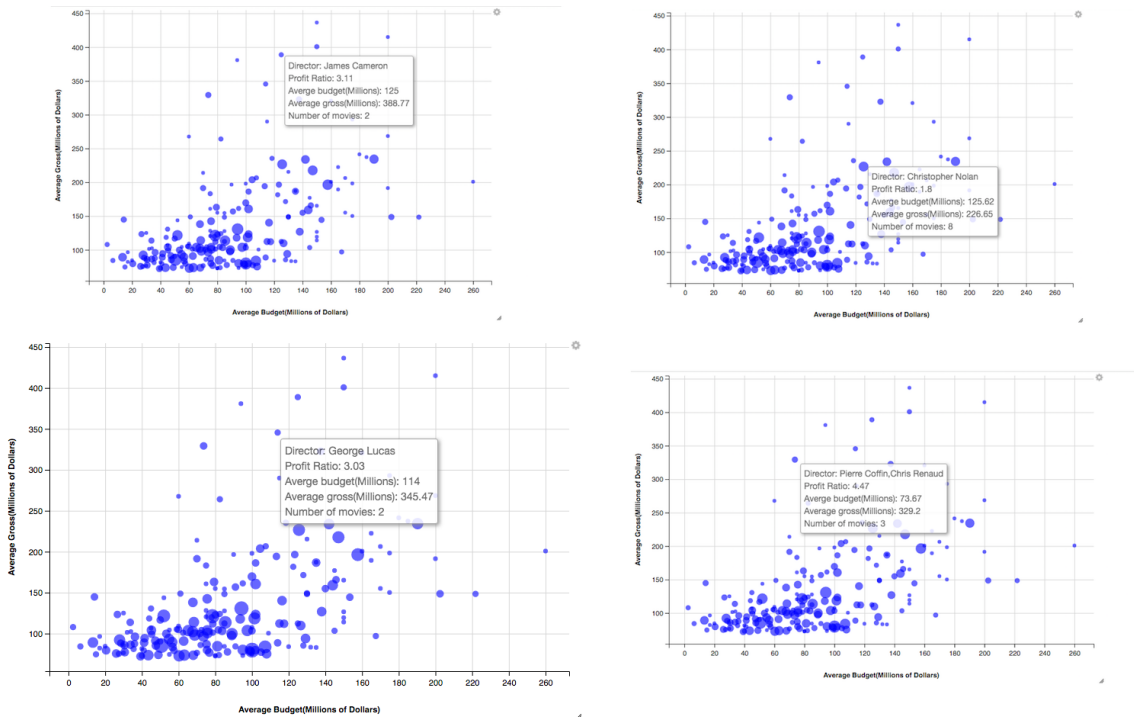 450
400
350
300
250
200
150
100
Average Gross(Millions of Dollars)
Director: James Cameron
Profit Ratio: 3.11
Averge budget(Millions): 125
Average gross(Millions): 388.77
Number of movies: 2
0 20 40 60 80 100 120 140 160 180 200 220 240 260
Average Budget(Millions of Dollars)
450
400
350
300
250
200
150
100
Average Gross(Millions of Dollars)
Director: Christopher Nolan
Profit Ratio: 1.8
Averge budget(Millions): 125.62
Average gross(Millions): 226.65
Number of movies: 8
0 20 40 60 80 100 120 140 160 180 200 220 240 260
Average Budget(Millions of Dollars)
450
400
350
300
250
200
150
100
Average Gross(Millions of Dollars)
Director: George Lucas
Profit Ratio: 3.03
Averge budget(Millions): 114
Average gross(Millions): 345.47
Number of movies: 2
0 20 40 60 80 100 120 140 160 180 200 220 240 260
Average Budget(Millions of Dollars)
450
400
350
300
250
200
150
100
Average Gross(Millions of Dollars)
Director: Pierre Coffin,Chris Renaud
Profit Ratio: 4.47
Averge budget(Millions): 73.67
Average gross(Millions): 329.2
Number of movies: 3
0 20 40 60 80 100 120 140 160 180 200 220 240 260
Average Budget(Millions of Dollars)